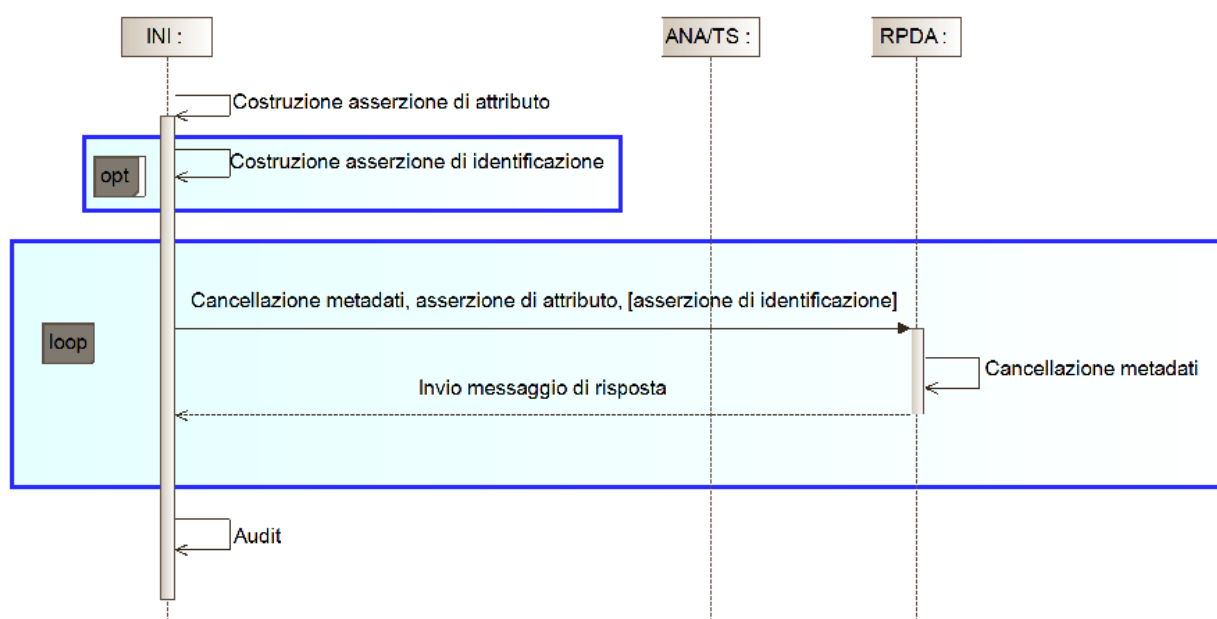 INI :
ANA/TS :
RPDA :
Costruzione asserzione di attributo
opt
Costruzione asserzione di identificazione
Cancellazione metadati, asserzione di attributo, [asserzione di identificazione]
loop
Cancellazione metadati
Invio messaggio di risposta
Audit